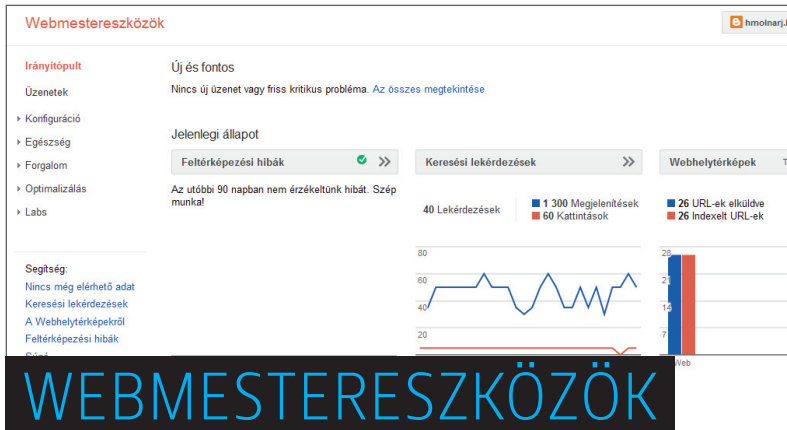 Webmestereszközök
hmolnarj.
Irányítópult
Üzenetek
Konfiguráció
Egészség
Forgalom
Optimalizálás
Labs
Segítség:
Nincs még elérhető adat
Keresési lekérdezések
A Webhelytérképekről
Feltérképezési hibák
Új és fontos
Nincs új üzenet vagy friss kritikus probléma. Az összes megtekintése
Jelenlegi állapot
Feltérképezési hibák
Az utóbbi 90 napban nem érzékeltünk hibát. Szép
munka!
Keresési lekérdezések
40 Lekérdezések
1 300 Megjelenítések
60 Kattintások
80
60
40
20
Webhelytérképek
26 URL-ek elküldve
26 Indexelt URL-ek
28
21
14
7
Web
WEBMESTERESZKÖZÖK